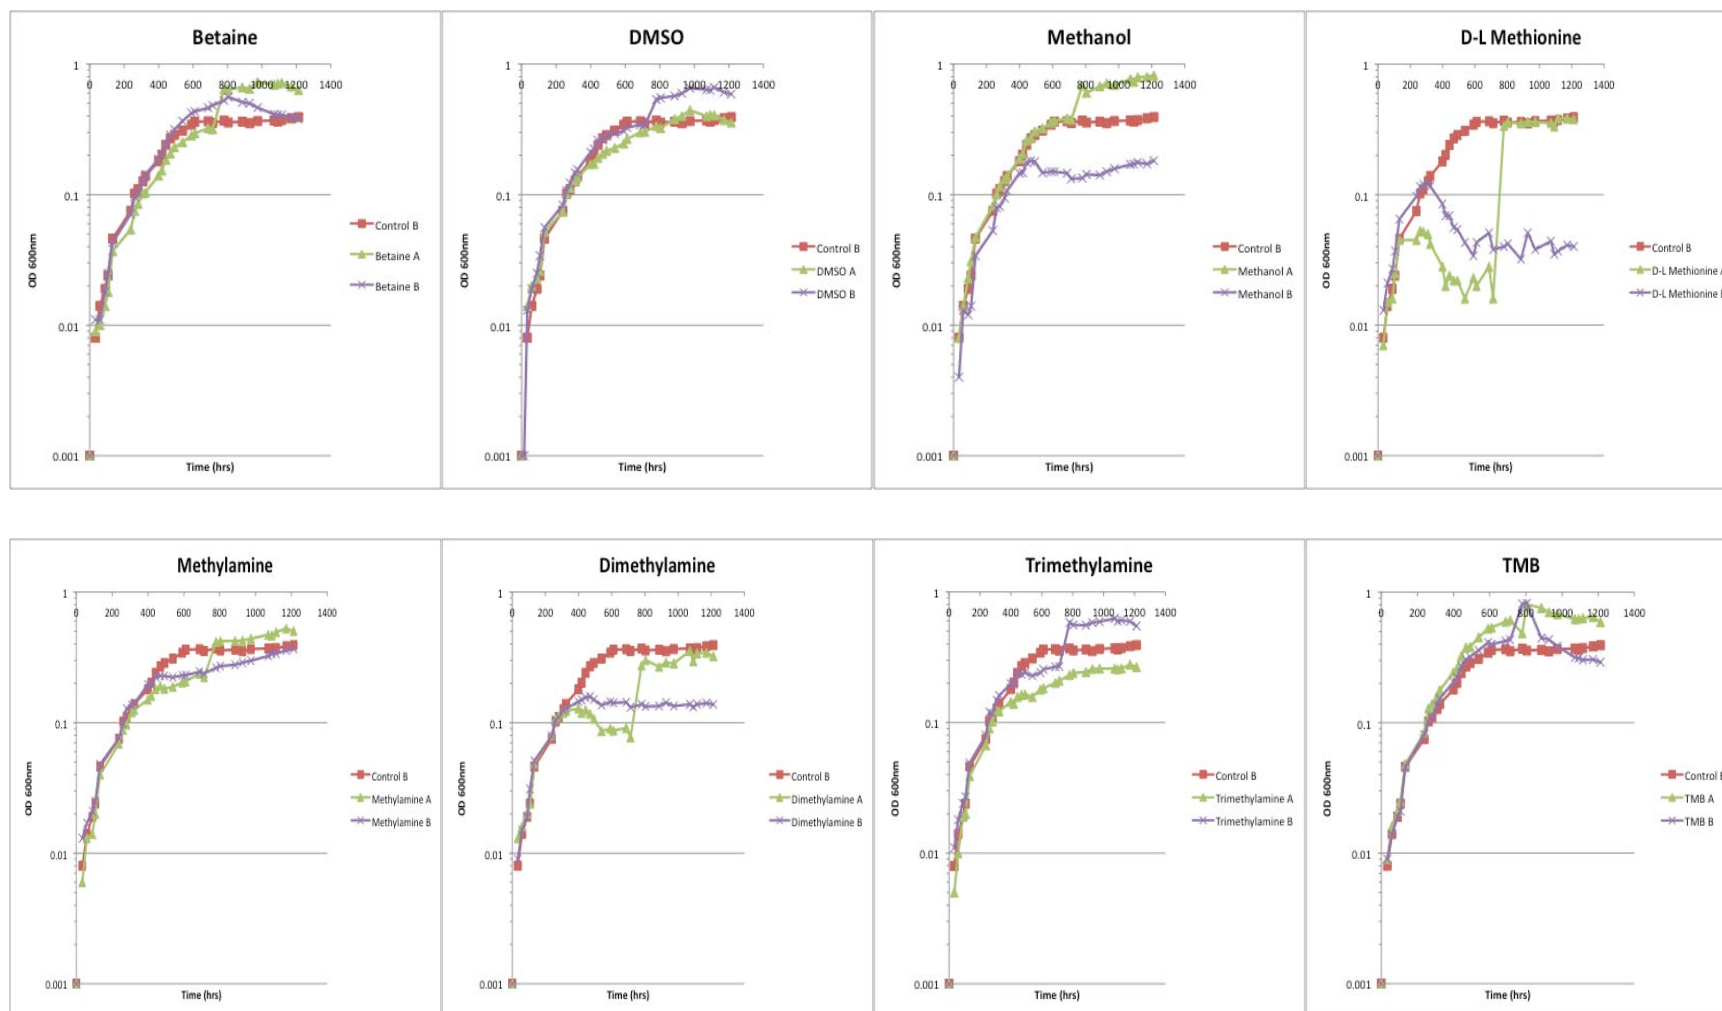 Betaine
1
0 200 400 600 800 1000 1200 1400
0.1
0.01
0.001
OD 600nm
Time (hrs)
Control B
Betaine A
Betaine B
DMSO
1
0 200 400 600 800 1000 1200 1400
0.1
0.01
0.001
OD 600nm
Time (hrs)
Control B
DMSO A
DMSO B
Methanol
1
0 200 400 600 800 1000 1200 1400
0.1
0.01
0.001
OD 600nm
Time (hrs)
Control B
Methanol A
Methanol B
D-L Methionine
1
0 200 400 600 800 1000 1200 1400
0.1
0.01
0.001
OD 600nm
Time (hrs)
Control B
D-L Methionine
D-L Methionine
Methylamine
1
0 200 400 600 800 1000 1200 1400
0.1
0.01
0.001
OD 600nm
Time (hrs)
Control B
Methylamine A
Methylamine B
Dimethylamine
1
0 200 400 600 800 1000 1200 1400
0.1
0.01
0.001
OD 600nm
Time (hrs)
Control B
Dimethylamine A
Dimethylamine B
Trimethylamine
1
0 200 400 600 800 1000 1200 1400
0.1
0.01
0.001
OD 600nm
Time (hrs)
Control B
Trimethylamine A
Trimethylamine B
TMB
1
0 200 400 600 800 1000 1200 1400
0.1
0.01
0.001
OD 600nm
Time (hrs)
Control
TMB A
TMB B